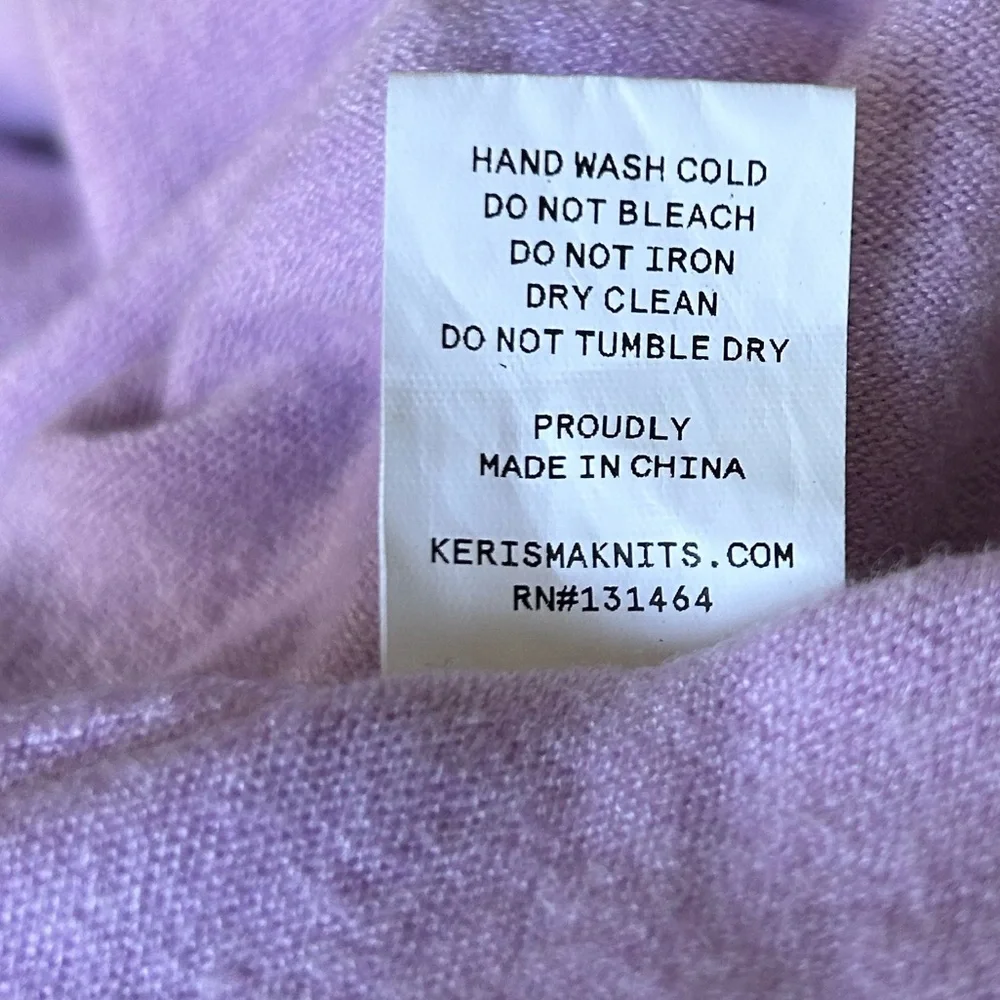 HAND WASH COLD
DO NOT BLEACH
DO NOT IRON
DRY CLEAN
DO NOT TUMBLE DRY
PROUDLY
MADE IN CHINA
KERISMAKNITS.COM
RN#131464